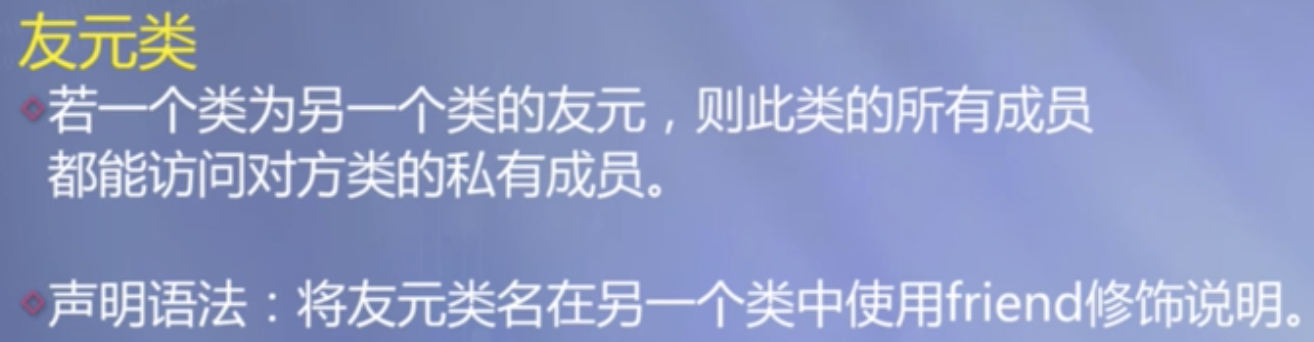 友元类
若一个类为另一个类的友元，则此类的所有成员
都能访问对方类的私有成员。
声明语法：将友元类名在另一个类中使用friend修饰说明。